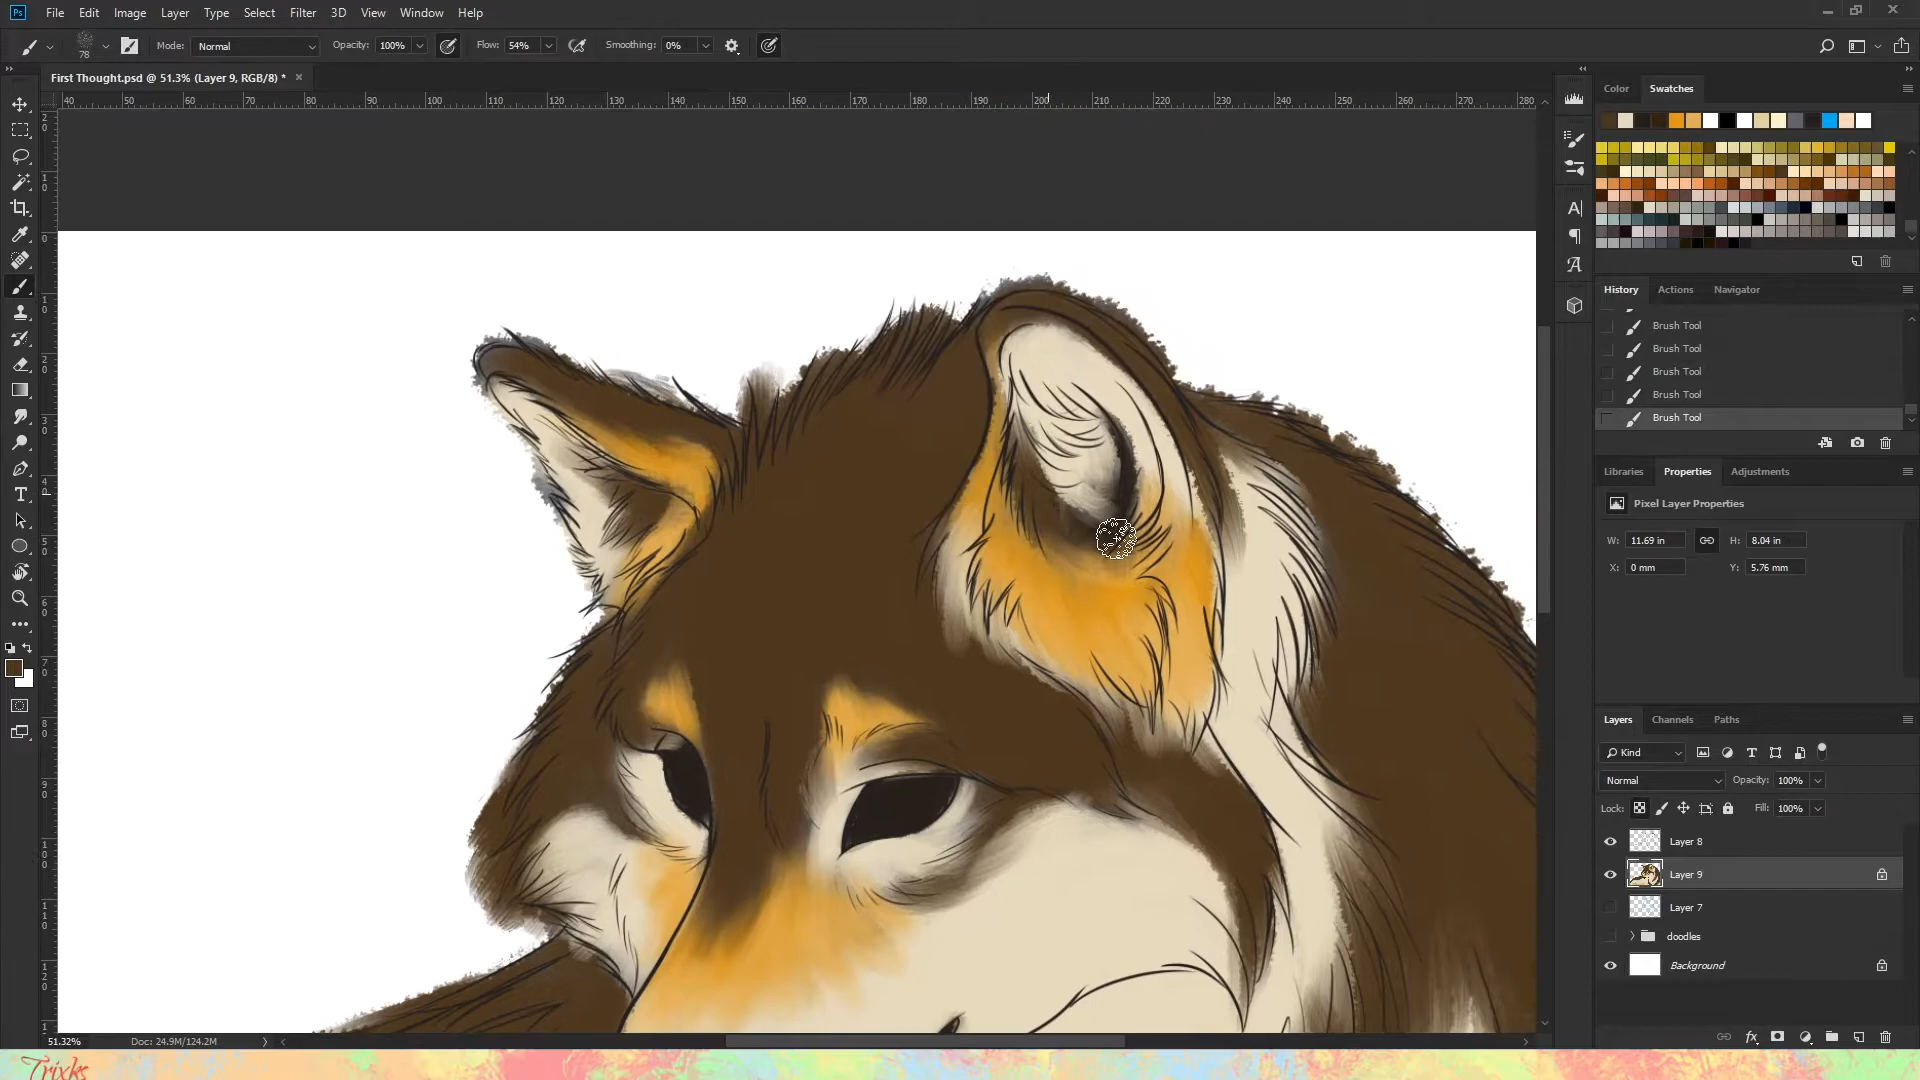 Ps File Edit Image Layer Type Select Filter 3D View Window Help
78 Mode: Normal Opacity: 100% Flow: 54% Smoothing: 0%
First Thought.psd @ 51.3% (Layer 9, RGB/8) * ×
40 50 60 70 80 90 100 110 120 130 140 150 160 170 180 190 200 210 220 230 240 250 260 270 280
Color Swatches
History Actions Navigator
Brush Tool
Brush Tool
Brush Tool
Brush Tool
Brush Tool
Libraries Properties Adjustments
Pixel Layer Properties
W: 11.69 in H: 8.04 in
X: 0 mm Y: 5.76 mm
Layers Channels Paths
Kind
Normal Opacity: 100%
Lock: Fill: 100%
Layer 8
Layer 9
Layer 7
doodles
Background
51.32% Doc: 24.9M/124.2M
Trixks